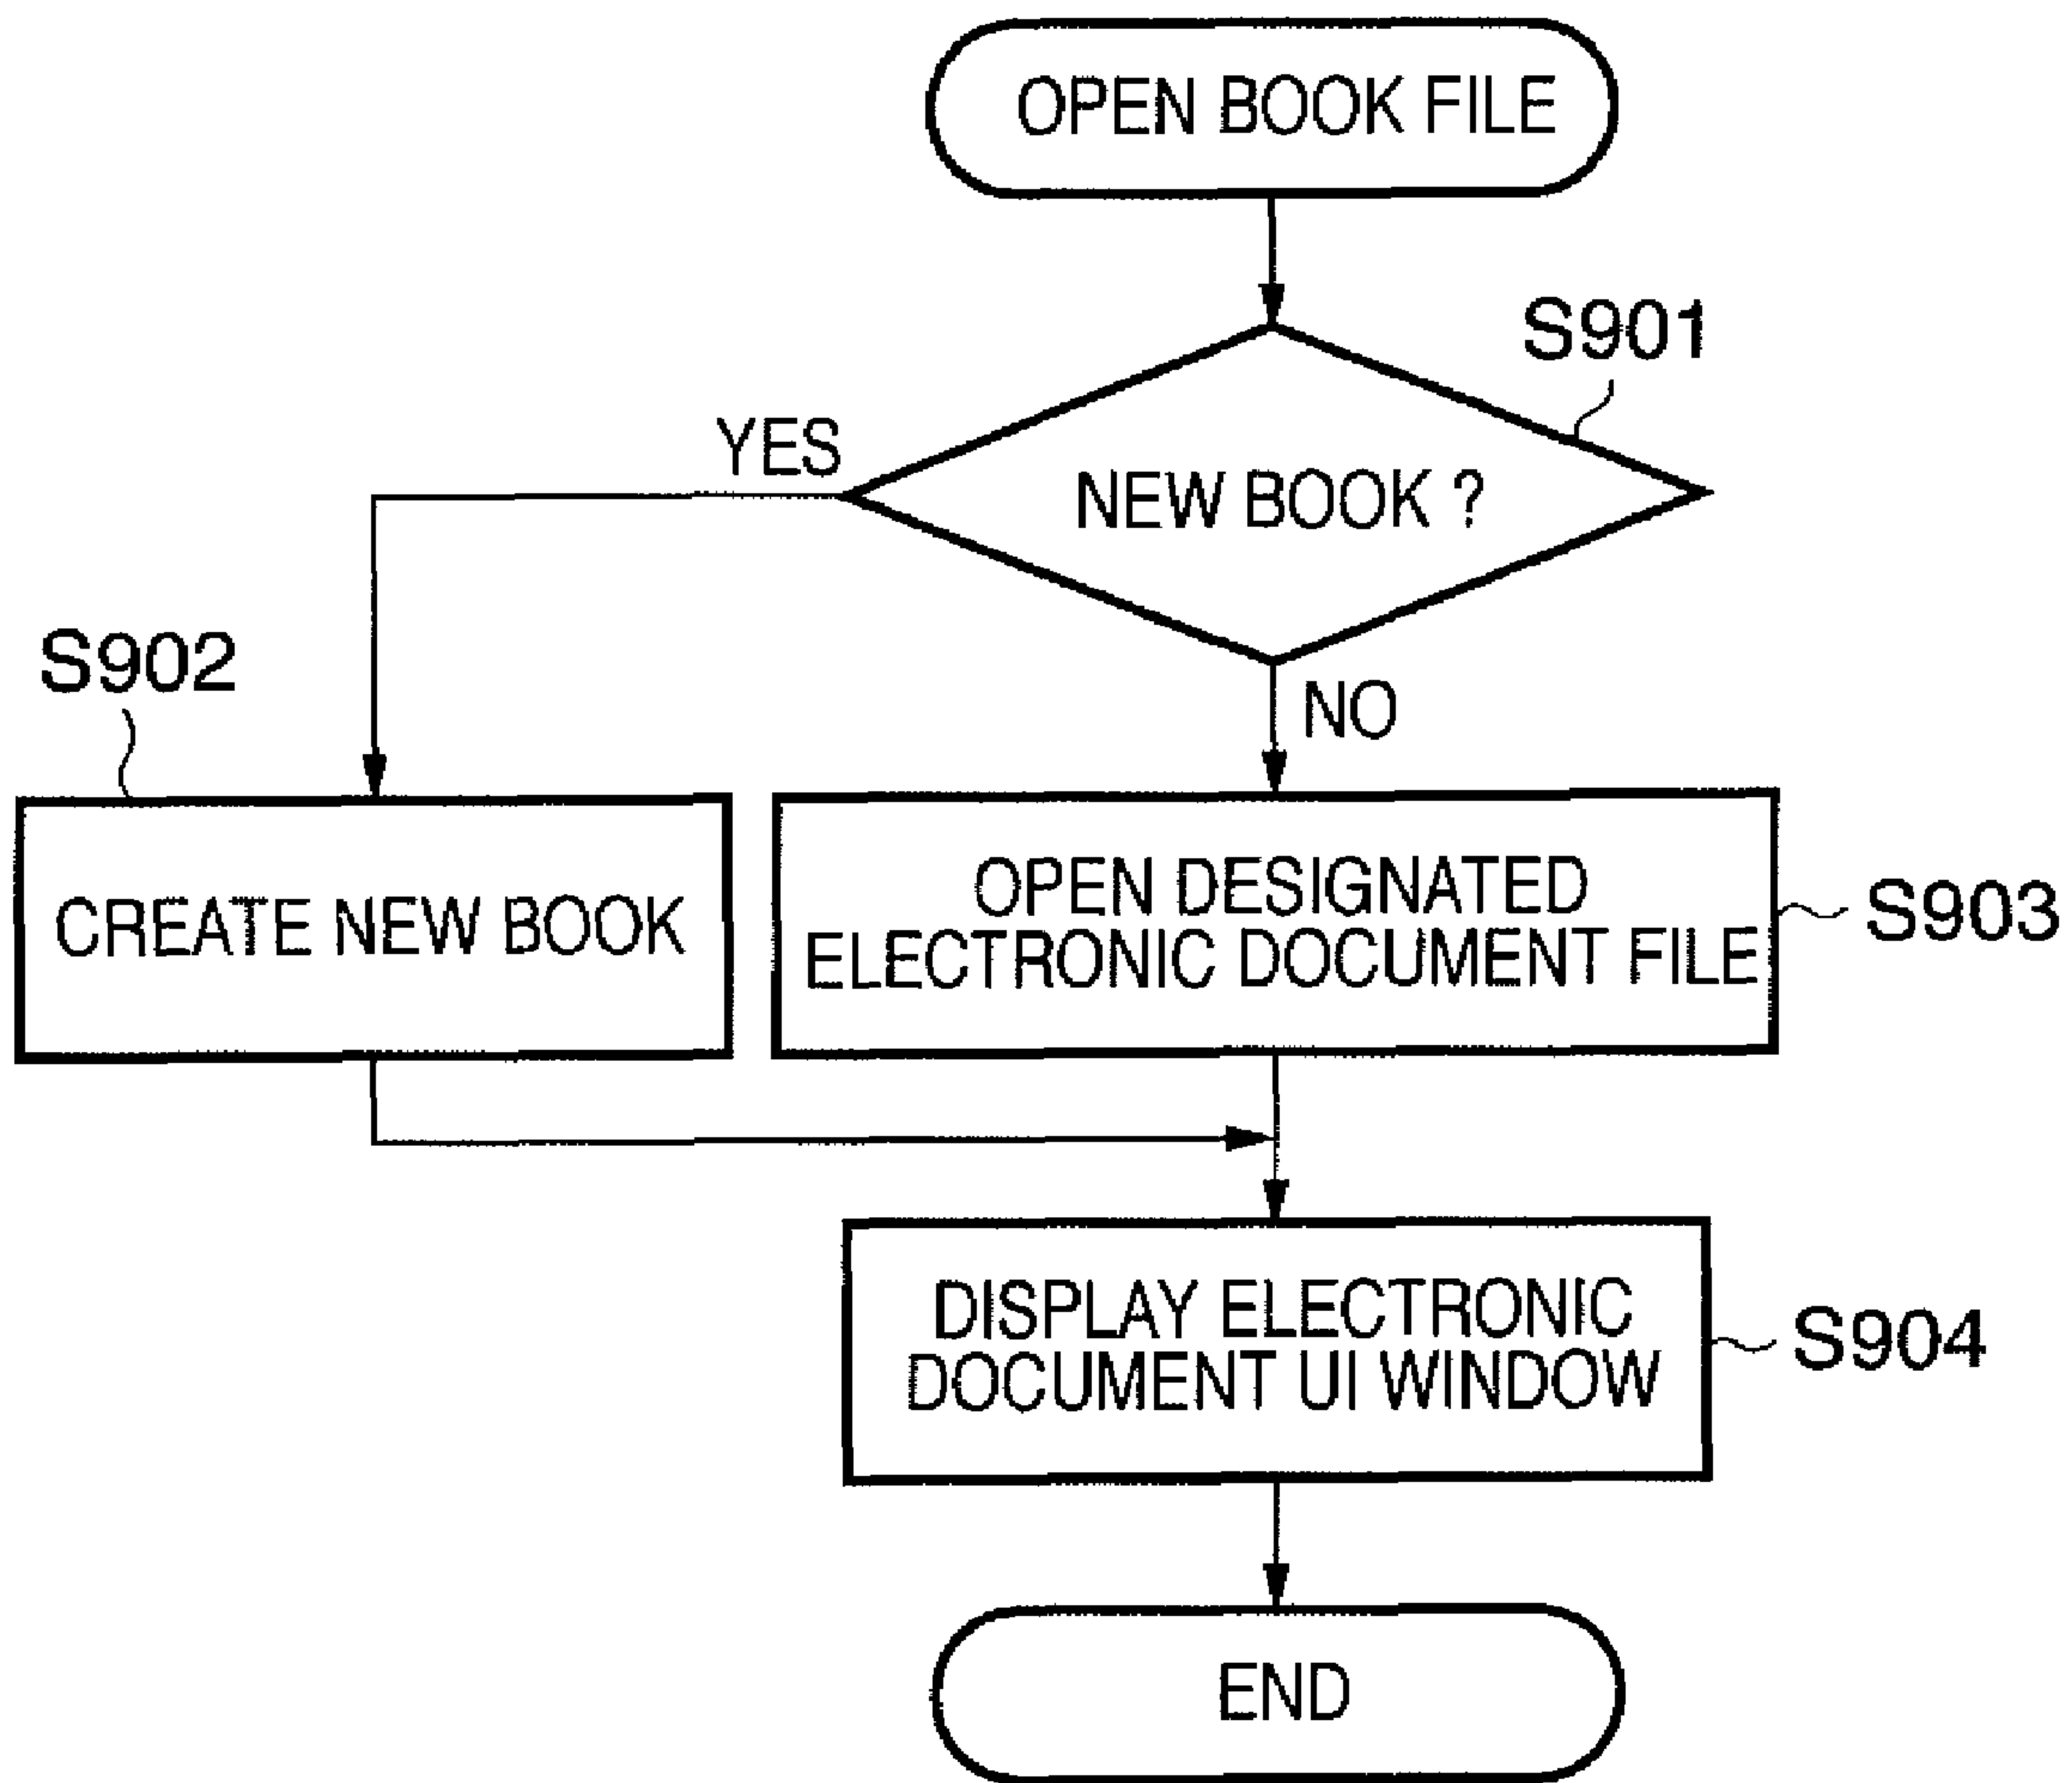 OPEN BOOK FILE
S901
YES
NEW BOOK ?
S902
NO
CREATE NEW BOOK
OPEN DESIGNATED
ELECTRONIC DOCUMENT FILE
S903
DISPLAY ELECTRONIC
DOCUMENT UI WINDOW
S904
END